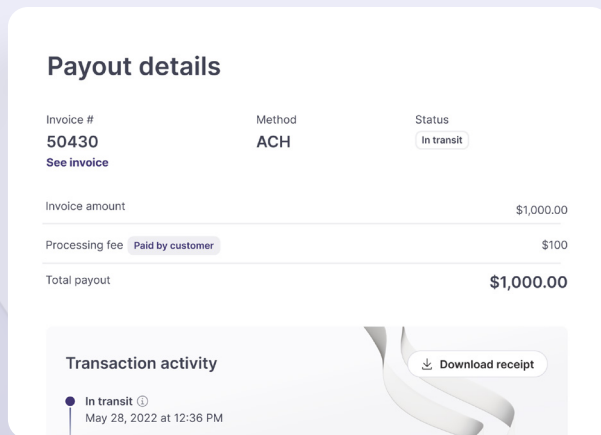 Payout details
Invoice # Method Status
50430 ACH In transit
See invoice
Invoice amount $1,000.00
Processing fee Paid by customer $100
Total payout $1,000.00
Transaction activity Download receipt
In transit
May 28, 2022 at 12:36 PM